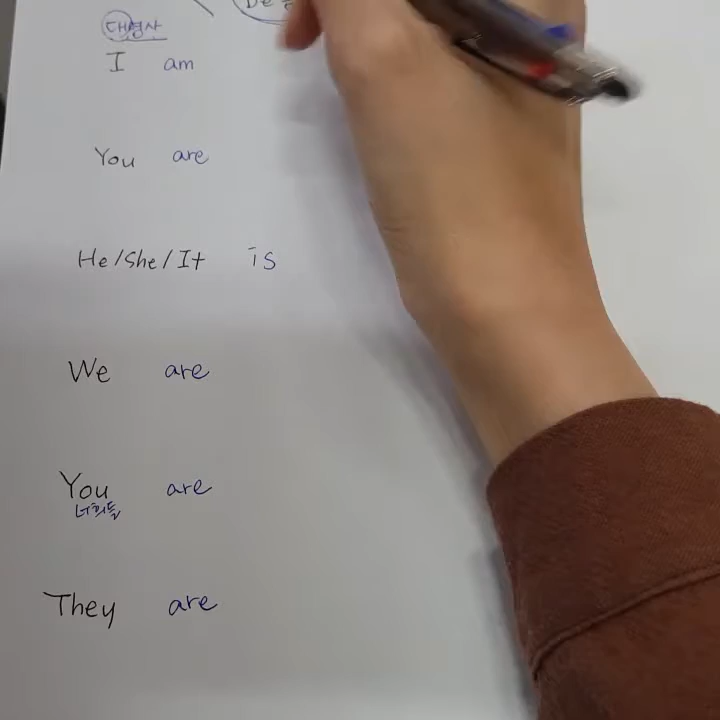 대명사
I am
You are
He/She/It is
We are
You are
너희들
They are